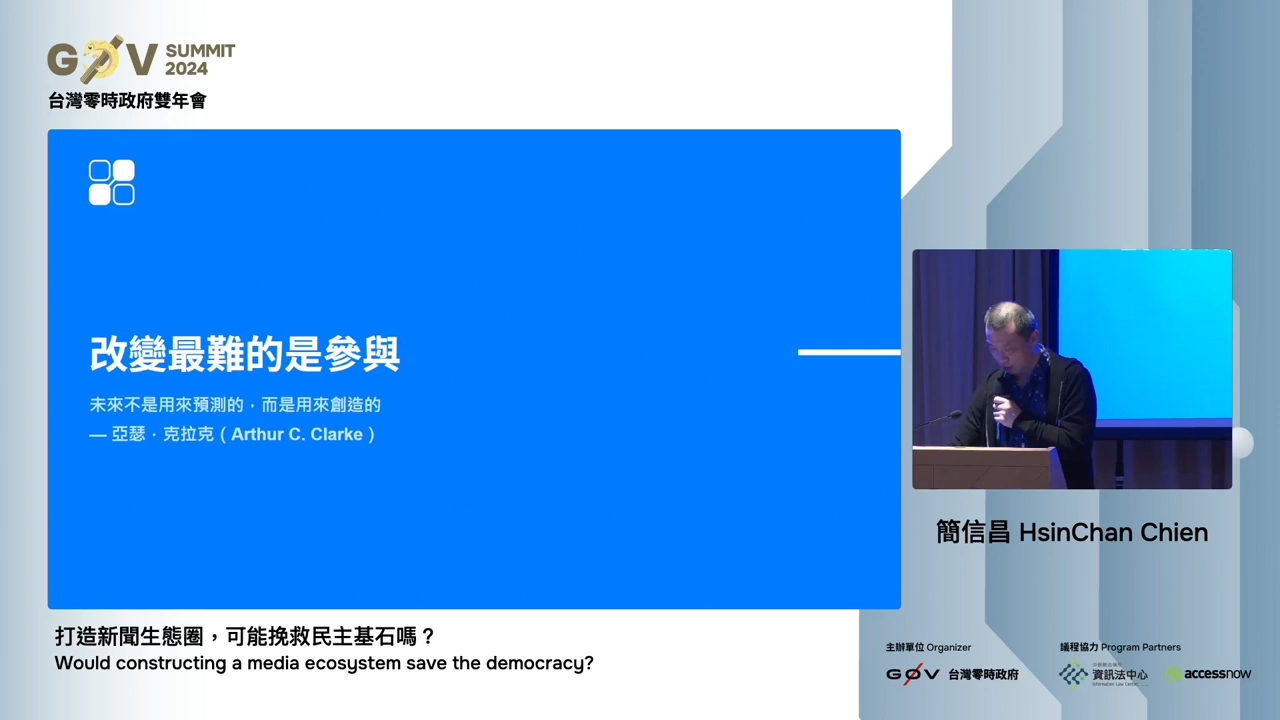 G0V SUMMIT 2024
台灣零時政府雙年會
改變最難的是參與
未來不是用來預測的，而是用來創造的
— 亞瑟．克拉克 ( Arthur C. Clarke )
簡信昌 HsinChan Chien
打造新聞生態圈，可能挽救民主基石嗎？
Would constructing a media ecosystem save the democracy?
主辦單位 Organizer
議程協力 Program Partners
G0V 台灣零時政府
資訊法中心
Information Law Center
accessnow